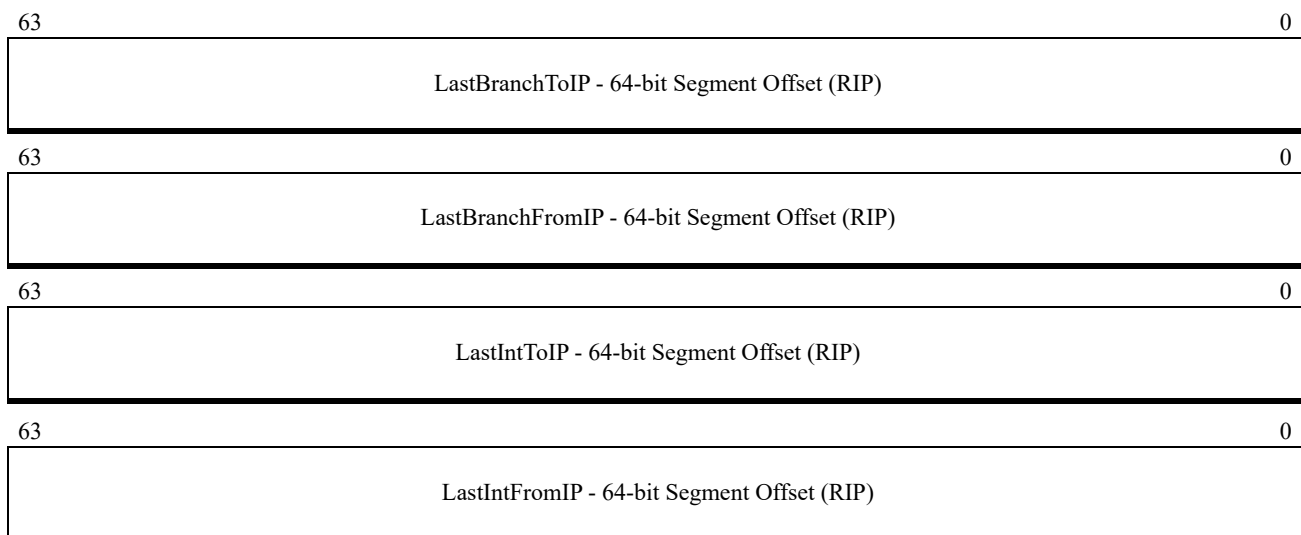 63 0
LastBranchToIP - 64-bit Segment Offset (RIP)
63 0
LastBranchFromIP - 64-bit Segment Offset (RIP)
63 0
LastIntToIP - 64-bit Segment Offset (RIP)
63 0
LastIntFromIP - 64-bit Segment Offset (RIP)